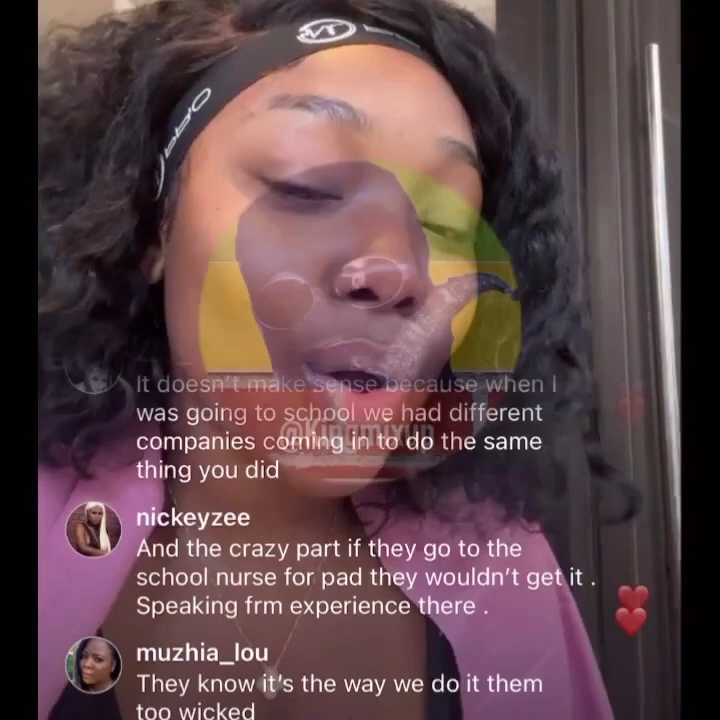 It doesn't make sense because when I
was going to school we had different
companies coming in to do the same
thing you did
@Kingmixup
nickeyzee
And the crazy part if they go to the
school nurse for pad they wouldn't get it .
Speaking frm experience there .
muzhia_lou
They know it's the way we do it them
too wicked